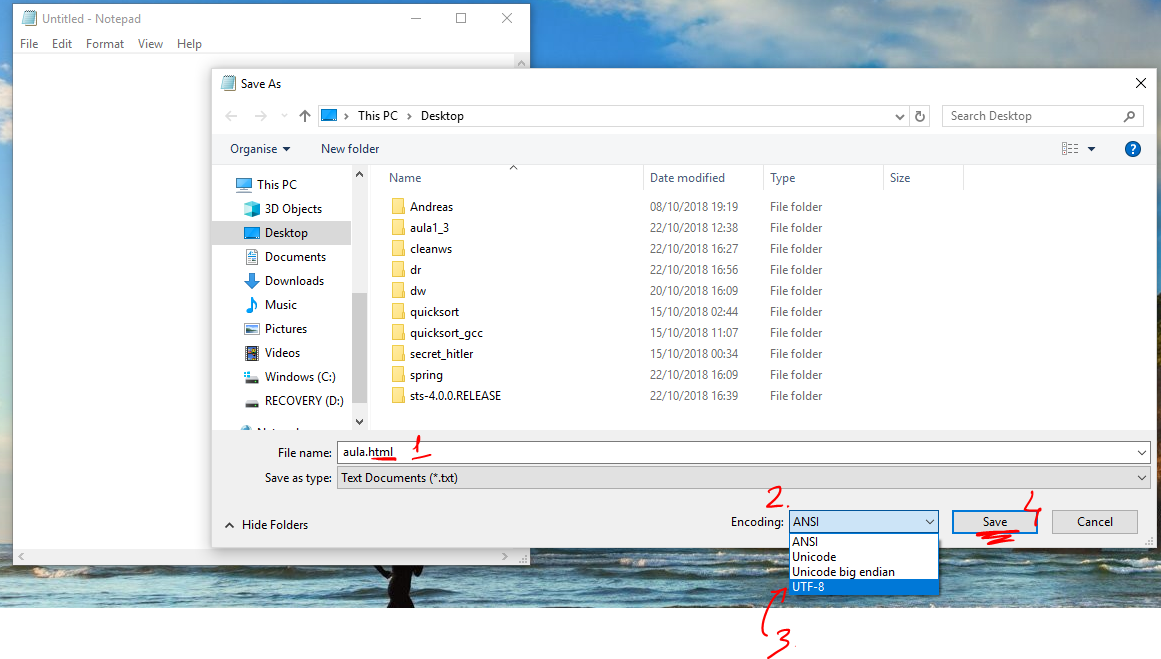 Untitled - Notepad
File Edit Format View Help
Save As
This PC > Desktop
Search Desktop
Organise New folder
This PC
3D Objects
Desktop
Documents
Downloads
Music
Pictures
Videos
Windows (C:)
RECOVERY (D:)
Name Date modified Type Size
Andreas 08/10/2018 19:19 File folder
aula1_3 22/10/2018 12:38 File folder
cleanws 22/10/2018 16:27 File folder
dr 22/10/2018 16:56 File folder
dw 20/10/2018 16:09 File folder
quicksort 15/10/2018 02:44 File folder
quicksort_gcc 15/10/2018 11:07 File folder
secret_hitler 15/10/2018 00:34 File folder
spring 22/10/2018 16:09 File folder
sts-4.0.0.RELEASE 22/10/2018 16:39 File folder
File name: aula.html 1
Save as type: Text Documents (*.txt)
2. 4
Hide Folders Encoding: ANSI Save Cancel
ANSI
Unicode
Unicode big endian
UTF-8
3.